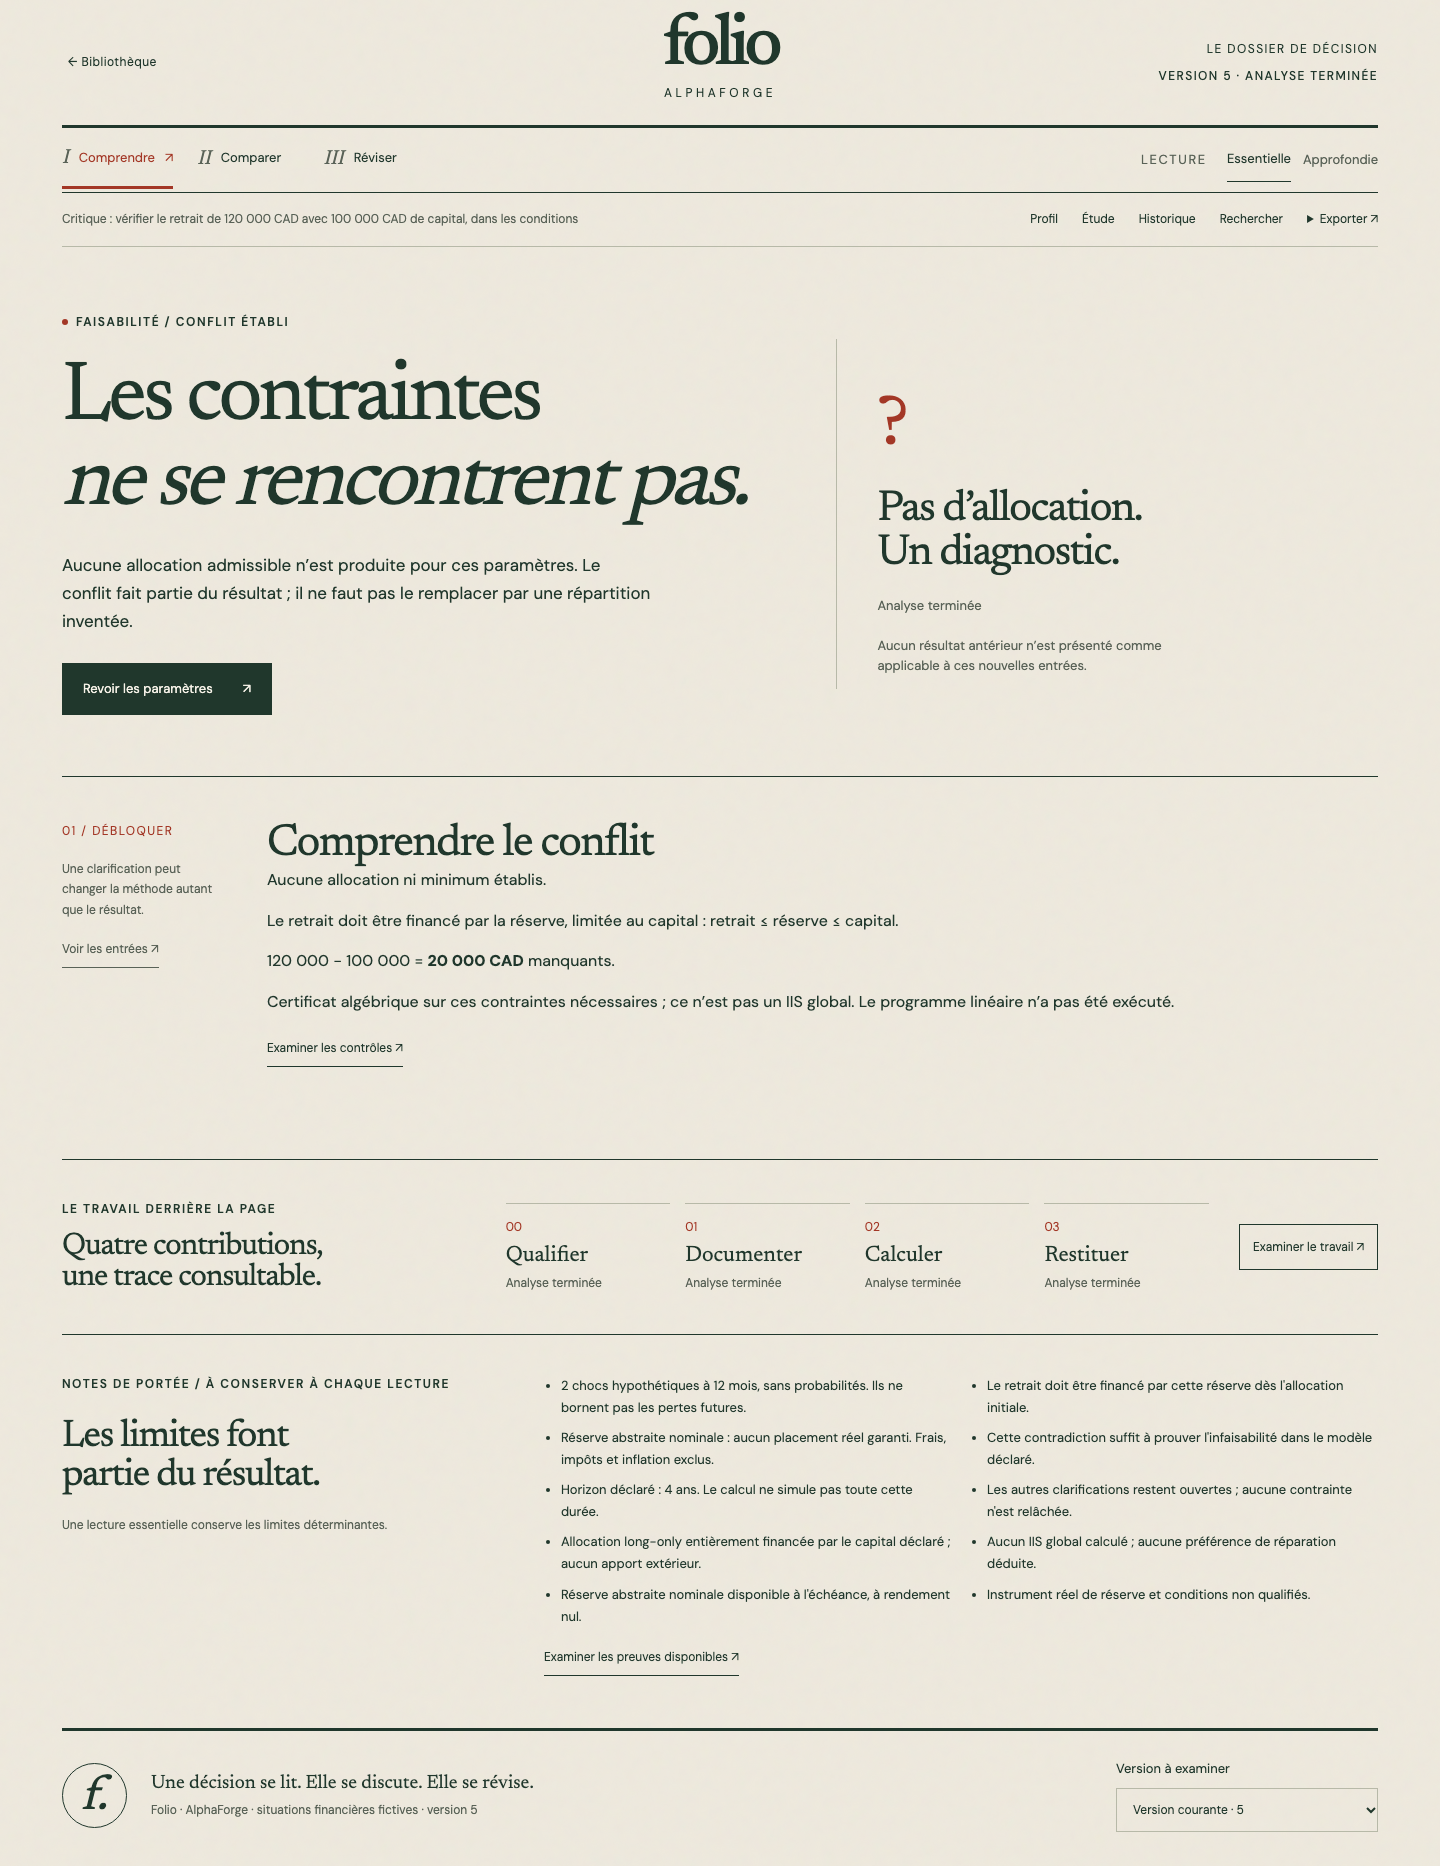 ← Bibliothèque
folio
ALPHAFORGE
LE DOSSIER DE DÉCISION
VERSION 5 · ANALYSE TERMINÉE
I Comprendre ↗
II Comparer
III Réviser
LECTURE
Essentielle
Approfondie
Critique : vérifier le retrait de 120 000 CAD avec 100 000 CAD de capital, dans les conditions
Profil
Étude
Historique
Rechercher
▶ Exporter ↗
FAISABILITÉ / CONFLIT ÉTABLI
Les contraintes
ne se rencontrent pas.
Aucune allocation admissible n’est produite pour ces paramètres. Le
conflit fait partie du résultat ; il ne faut pas le remplacer par une répartition
inventée.
Revoir les paramètres ↗
?
Pas d’allocation.
Un diagnostic.
Analyse terminée
Aucun résultat antérieur n’est présenté comme
applicable à ces nouvelles entrées.
01 / DÉBLOQUER
Une clarification peut
changer la méthode autant
que le résultat.
Voir les entrées ↗
Comprendre le conflit
Aucune allocation ni minimum établis.
Le retrait doit être financé par la réserve, limitée au capital : retrait ≤ réserve ≤ capital.
120 000 − 100 000 = 20 000 CAD manquants.
Certificat algébrique sur ces contraintes nécessaires ; ce n’est pas un IIS global. Le programme linéaire n’a pas été exécuté.
Examiner les contrôles ↗
LE TRAVAIL DERRIÈRE LA PAGE
Quatre contributions,
une trace consultable.
00
Qualifier
Analyse terminée
01
Documenter
Analyse terminée
02
Calculer
Analyse terminée
03
Restituer
Analyse terminée
Examiner le travail ↗
NOTES DE PORTÉE / À CONSERVER À CHAQUE LECTURE
Les limites font
partie du résultat.
Une lecture essentielle conserve les limites déterminantes.
• 2 chocs hypothétiques à 12 mois, sans probabilités. Ils ne
bornent pas les pertes futures.
• Réserve abstraite nominale : aucun placement réel garanti. Frais,
impôts et inflation exclus.
• Horizon déclaré : 4 ans. Le calcul ne simule pas toute cette
durée.
• Allocation long-only entièrement financée par le capital déclaré ;
aucun apport extérieur.
• Réserve abstraite nominale disponible à l'échéance, à rendement
nul.
• Le retrait doit être financé par cette réserve dès l'allocation
initiale.
• Cette contradiction suffit à prouver l'infaisabilité dans le modèle
déclaré.
• Les autres clarifications restent ouvertes ; aucune contrainte
n'est relâchée.
• Aucun IIS global calculé ; aucune préférence de réparation
déduite.
• Instrument réel de réserve et conditions non qualifiés.
Examiner les preuves disponibles ↗
f.
Une décision se lit. Elle se discute. Elle se révise.
Folio · AlphaForge · situations financières fictives · version 5
Version à examiner
Version courante · 5